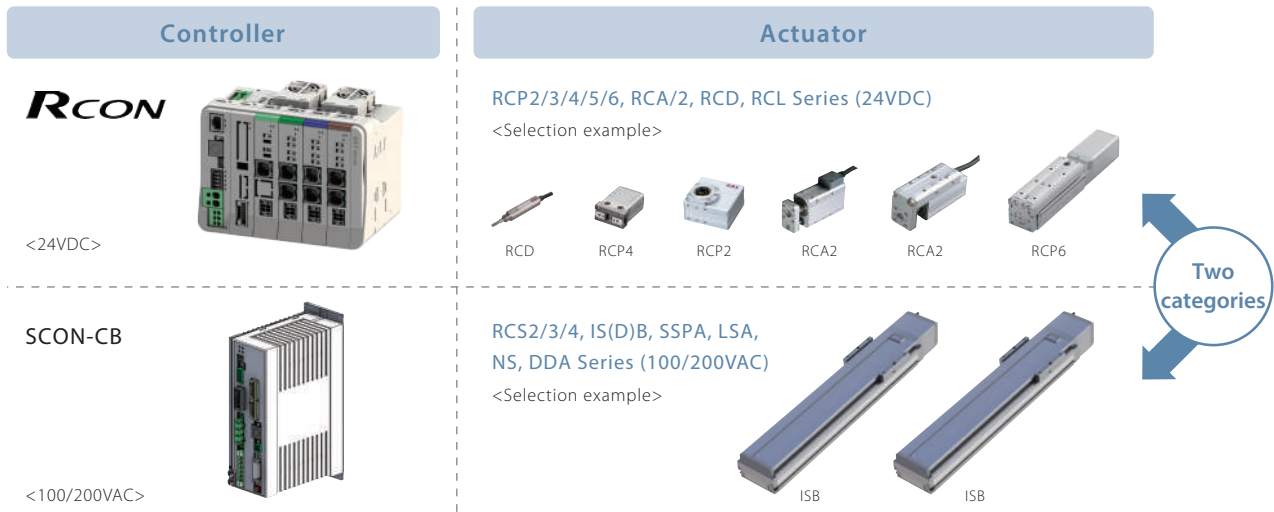 Controller
Actuator
RCON
<24VDC>
RCP2/3/4/5/6, RCA/2, RCD, RCL Series (24VDC)
<Selection example>
RCD
RCP4
RCP2
RCA2
RCA2
RCP6
Two
categories
SCON-CB
<100/200VAC>
RCS2/3/4, IS(D)B, SSPA, LSA,
NS, DDA Series (100/200VAC)
<Selection example>
ISB
ISB